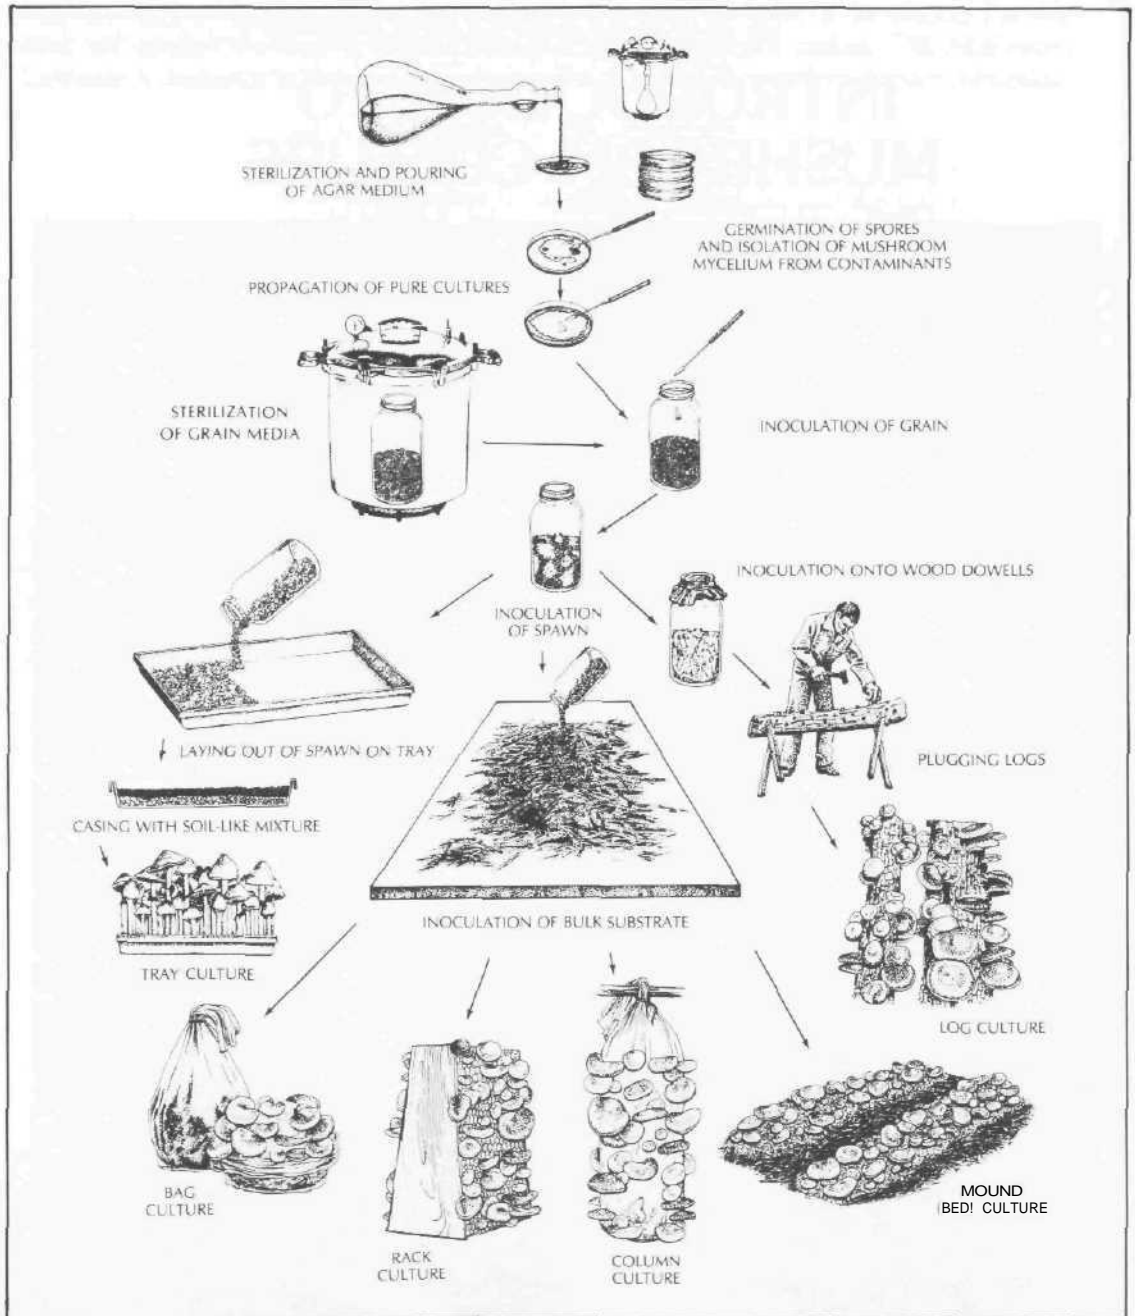 STERILIZATION AND POURING
OF AGAR MEDIUM
GERMINATION OF SPORES
AND ISOLATION OF MUSHROOM
MYCELIUM FROM CONTAMINANTS
PROPAGATION OF PURE CULTURES
STERILIZATION
OF GRAIN MEDIA
INOCULATION OF GRAIN
INOCULATION ONTO WOOD DOWELLS
INOCULATION
OF SPAWN
LAYING OUT OF SPAWN ON TRAY
PLUGGING LOGS
CASING WITH SOIL-LIKE MIXTURE
INOCULATION OF BULK SUBSTRATE
TRAY CULTURE
LOG CULTURE
BAG
CULTURE
MOUND
BED! CULTURE
RACK
CULTURE
COLUMN
CULTURE